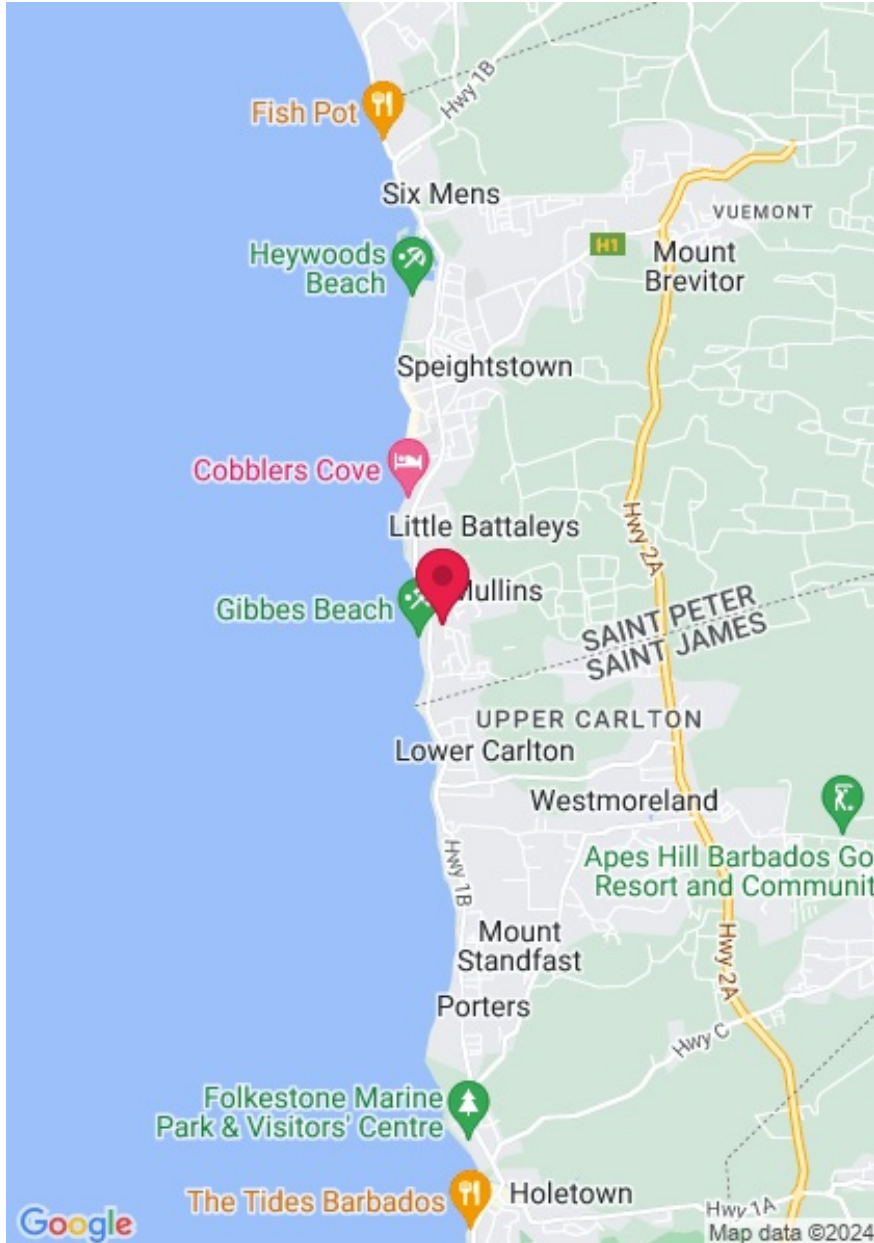 Hwy 1B
Fish Pot
Six Mens
VUEMONT
H1
Heywoods
Beach
Mount
Brevitor
Speightstown
Cobblers Cove
Hwy 2A
Little Battaleys
Mullins
Gibbes Beach
SAINT PETER
SAINT JAMES
UPPER CARLTON
Lower Carlton
Westmoreland
Hwy 1B
Apes Hill Barbados Go
Resort and Communit
Mount
Standfast
Hwy 2A
Porters
Hwy C
Folkestone Marine
Park & Visitors' Centre
The Tides Barbados
Holetown
Hwy 1A
Google
Map data ©2024